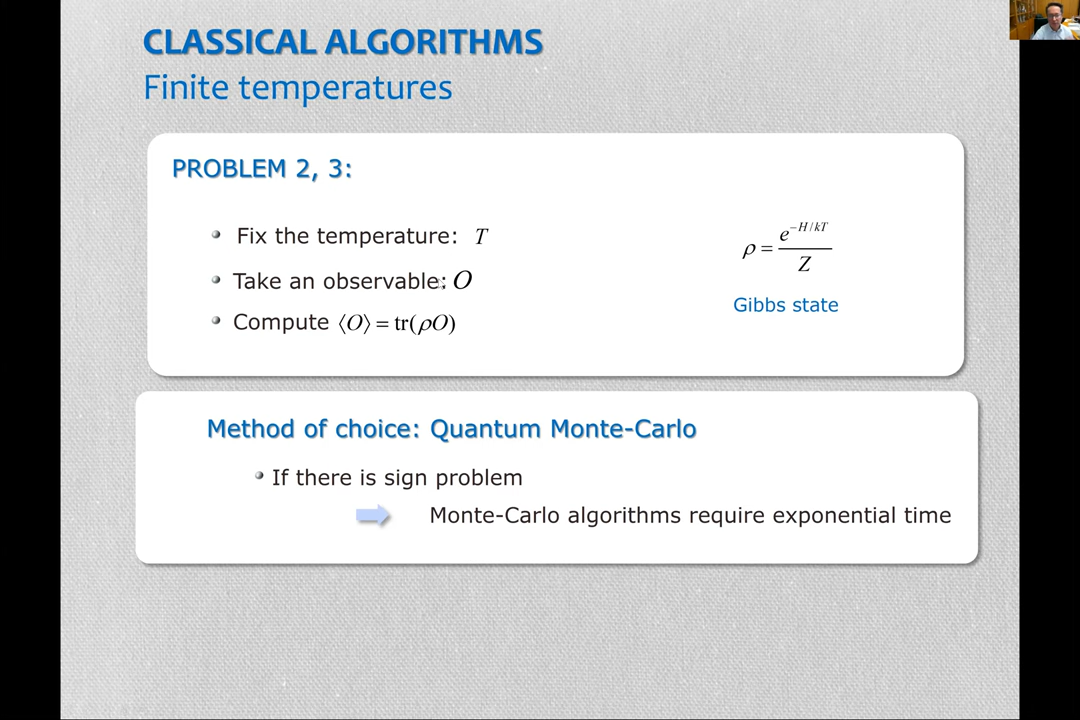 CLASSICAL ALGORITHMS
Finite temperatures
PROBLEM 2, 3:
• Fix the temperature: T
• Take an observable: O
• Compute ⟨O⟩ = tr(ρO)
ρ = e^{-H/kT} / Z
Gibbs state
Method of choice: Quantum Monte-Carlo
• If there is sign problem
Monte-Carlo algorithms require exponential time